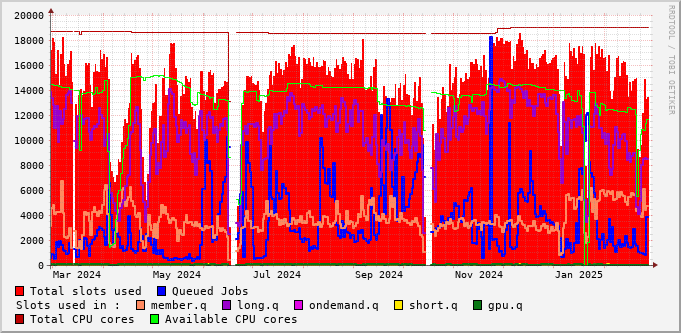 20000
18000
16000
14000
12000
10000
8000
6000
4000
2000
0
Mar 2024 May 2024 Jul 2024 Sep 2024 Nov 2024 Jan 2025
RRDTOOL / TOBI OETIKER
Total slots used Queued Jobs
Slots used in : member.q long.q ondemand.q short.q gpu.q
Total CPU cores Available CPU cores